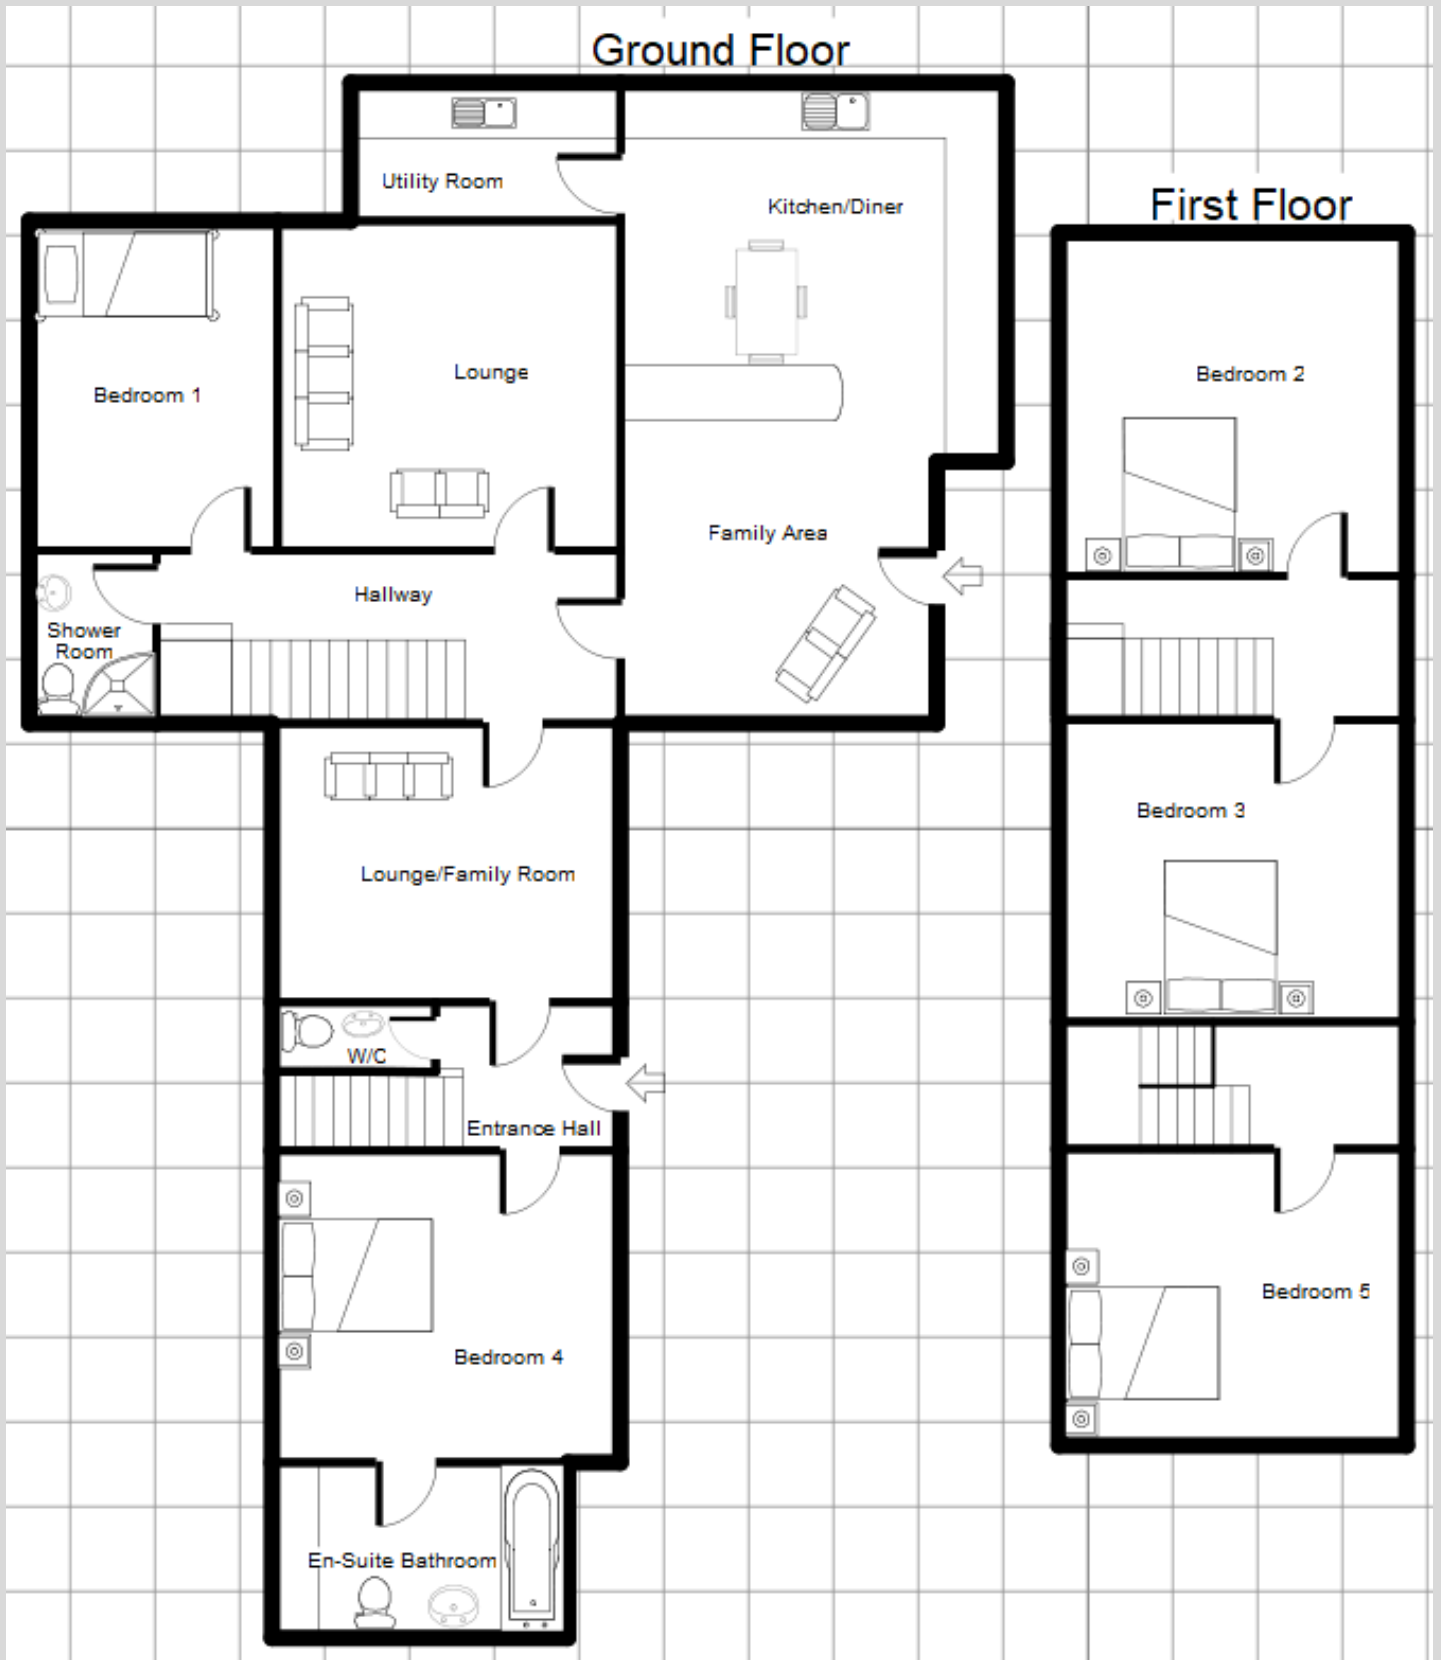 Ground Floor
Utility Room
Kitchen/Diner
First Floor
Bedroom 1
Lounge
Bedroom 2
Family Area
Hallway
Shower
Room
Bedroom 3
Lounge/Family Room
W/C
Entrance Hall
Bedroom 4
Bedroom 5
En-Suite Bathroom